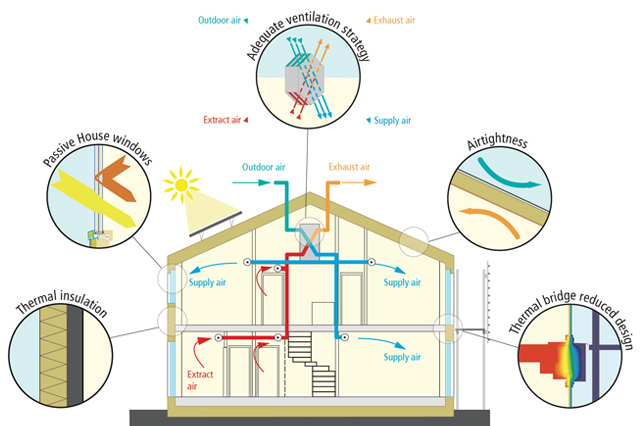 Adequate ventilation strategy
Outdoor air
Exhaust air
Extract air
Supply air
Passive House windows
Airtightness
Outdoor air
Exhaust air
Supply air
Supply air
Thermal insulation
Thermal bridge reduced design
Extract
air
Supply air